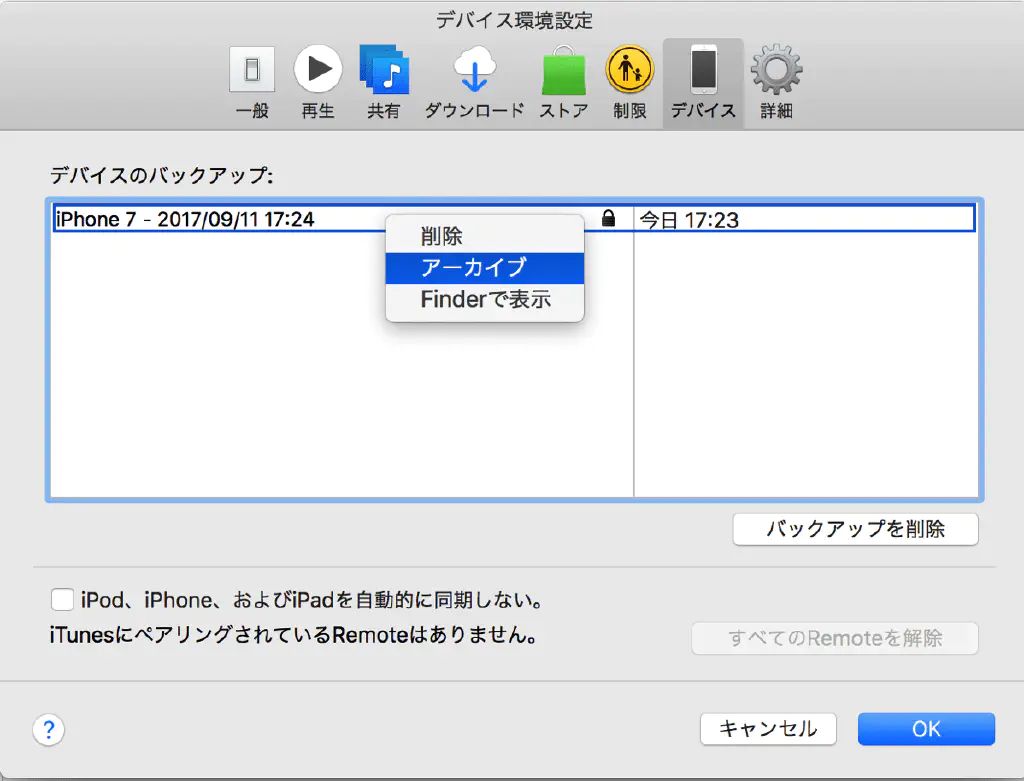 デバイス環境設定
一般 再生 共有 ダウンロード ストア 制限 デバイス 詳細
デバイスのバックアップ:
iPhone 7 - 2017/09/11 17:24 今日 17:23
削除
アーカイブ
Finderで表示
バックアップを削除
iPod、iPhone、およびiPadを自動的に同期しない。
iTunesにペアリングされているRemoteはありません。
すべてのRemoteを解除
? キャンセル OK